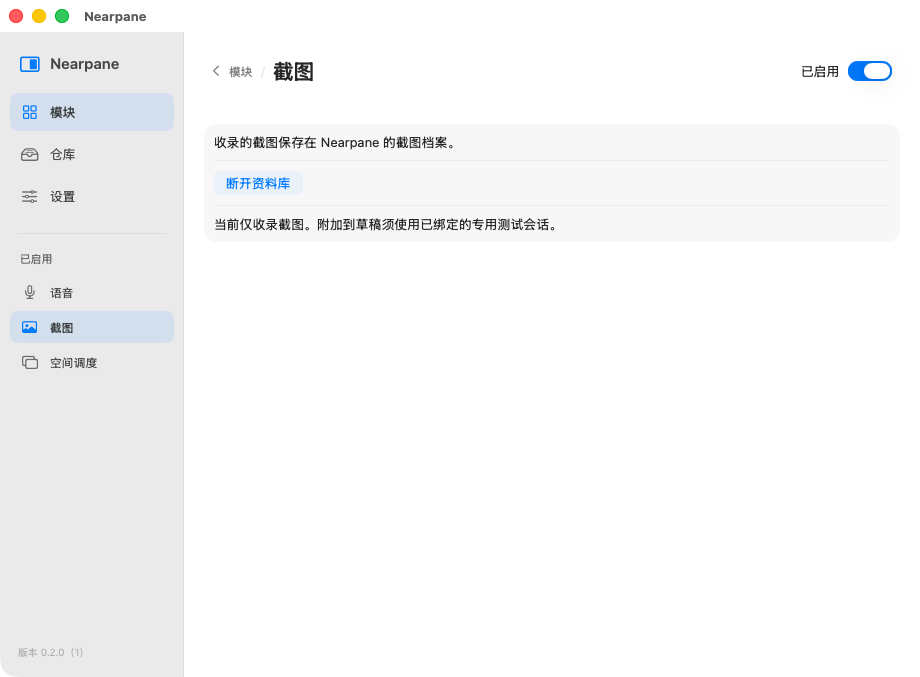 Nearpane
Nearpane
模块
仓库
设置
已启用
语音
截图
空间调度
版本 0.2.0 (1)
模块 / 截图
已启用
收录的截图保存在 Nearpane 的截图档案。
断开资料库
当前仅收录截图。附加到草稿须使用已绑定的专用测试会话。